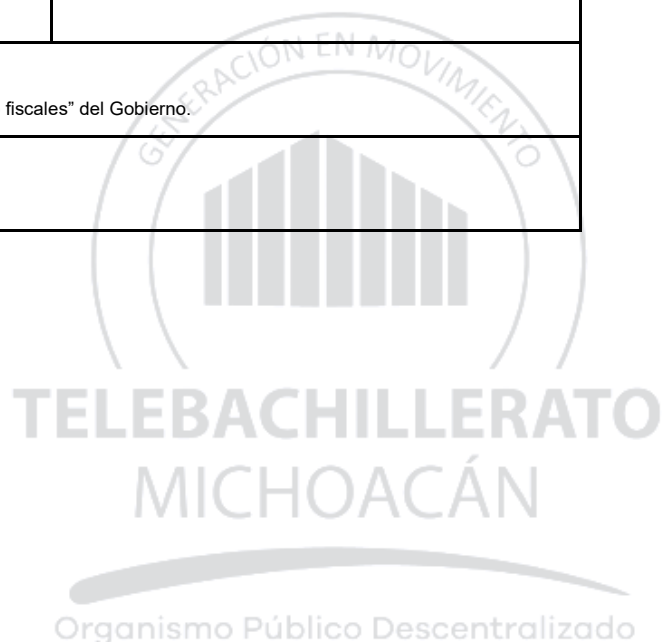 GENERACIÓN EN MOVIMIENTO
fiscales” del Gobierno.
TELEBACHILLERATO
MICHOACÁN
Organismo Público Descentralizado